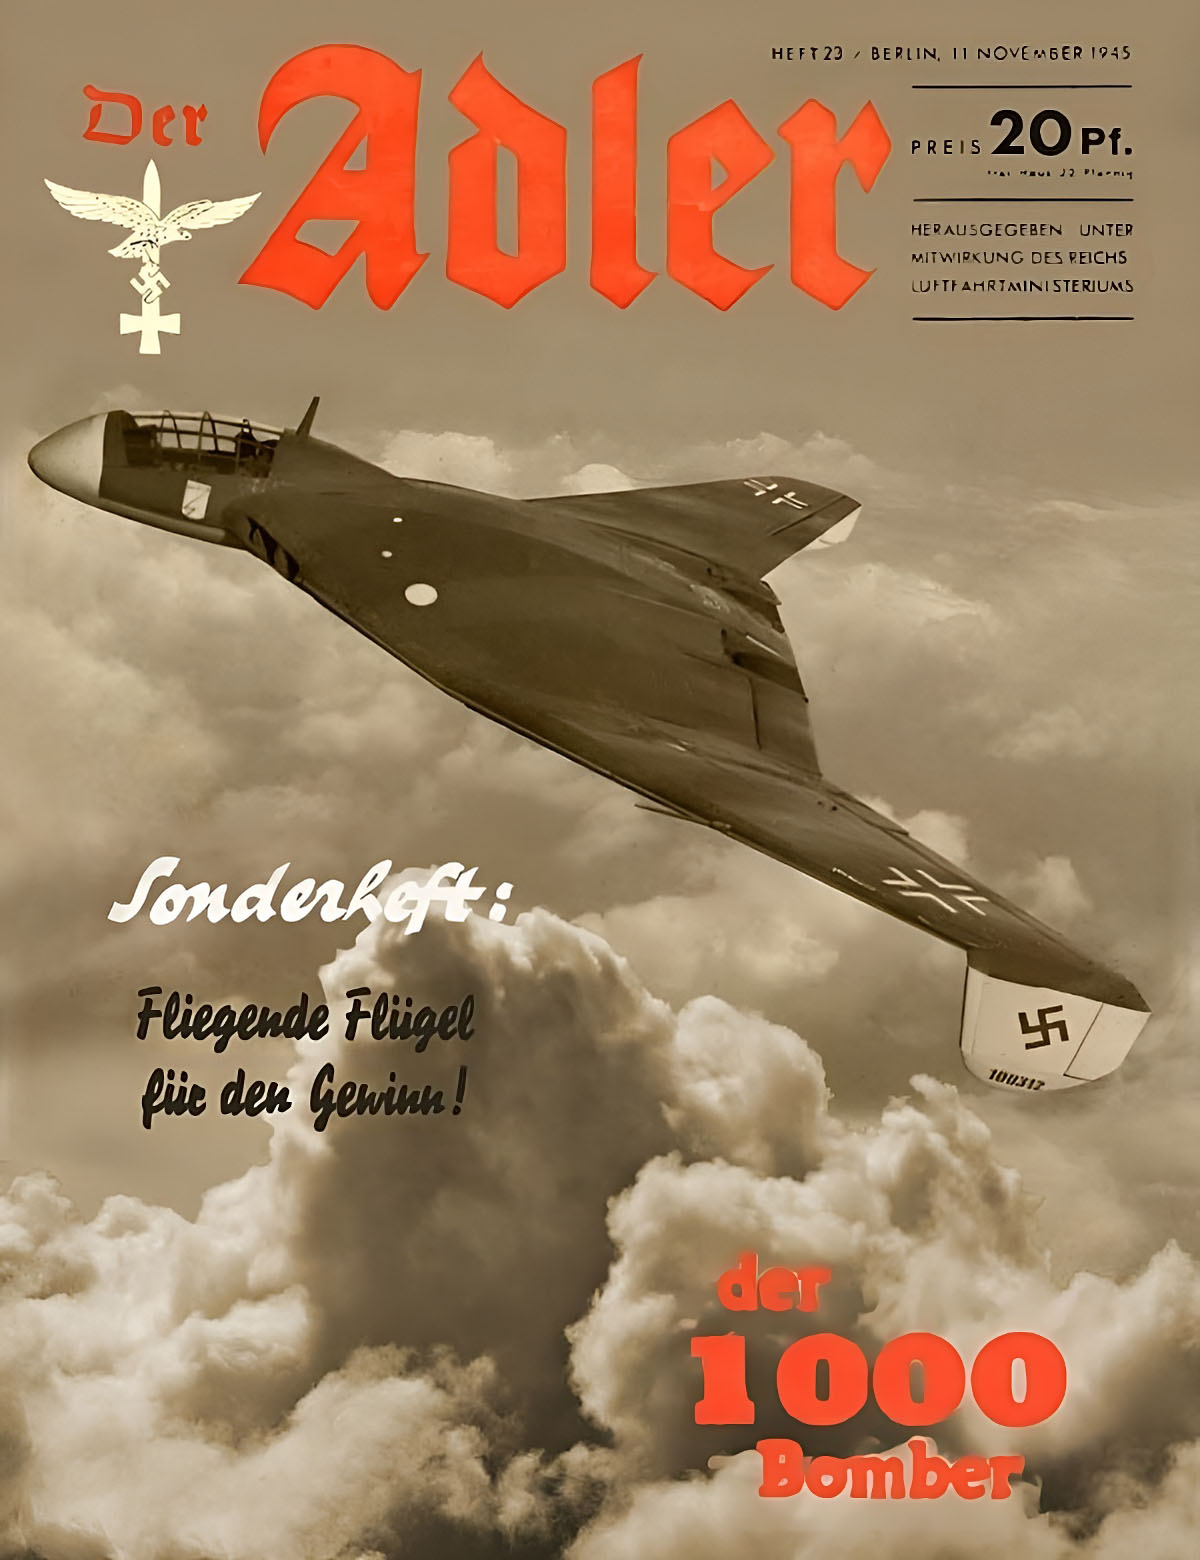 HEFT 23 / BERLIN, 11 NOVEMBER 1945
Der Adler
PREIS 20 Pf.
HERAUSGEGEBEN UNTER
MITWIRKUNG DES REICHS
LUFTFAHRTMINISTERIUMS
Sonderheft:
Fliegende Flügel
für den Gewinn!
100312
der
1000
Bomber